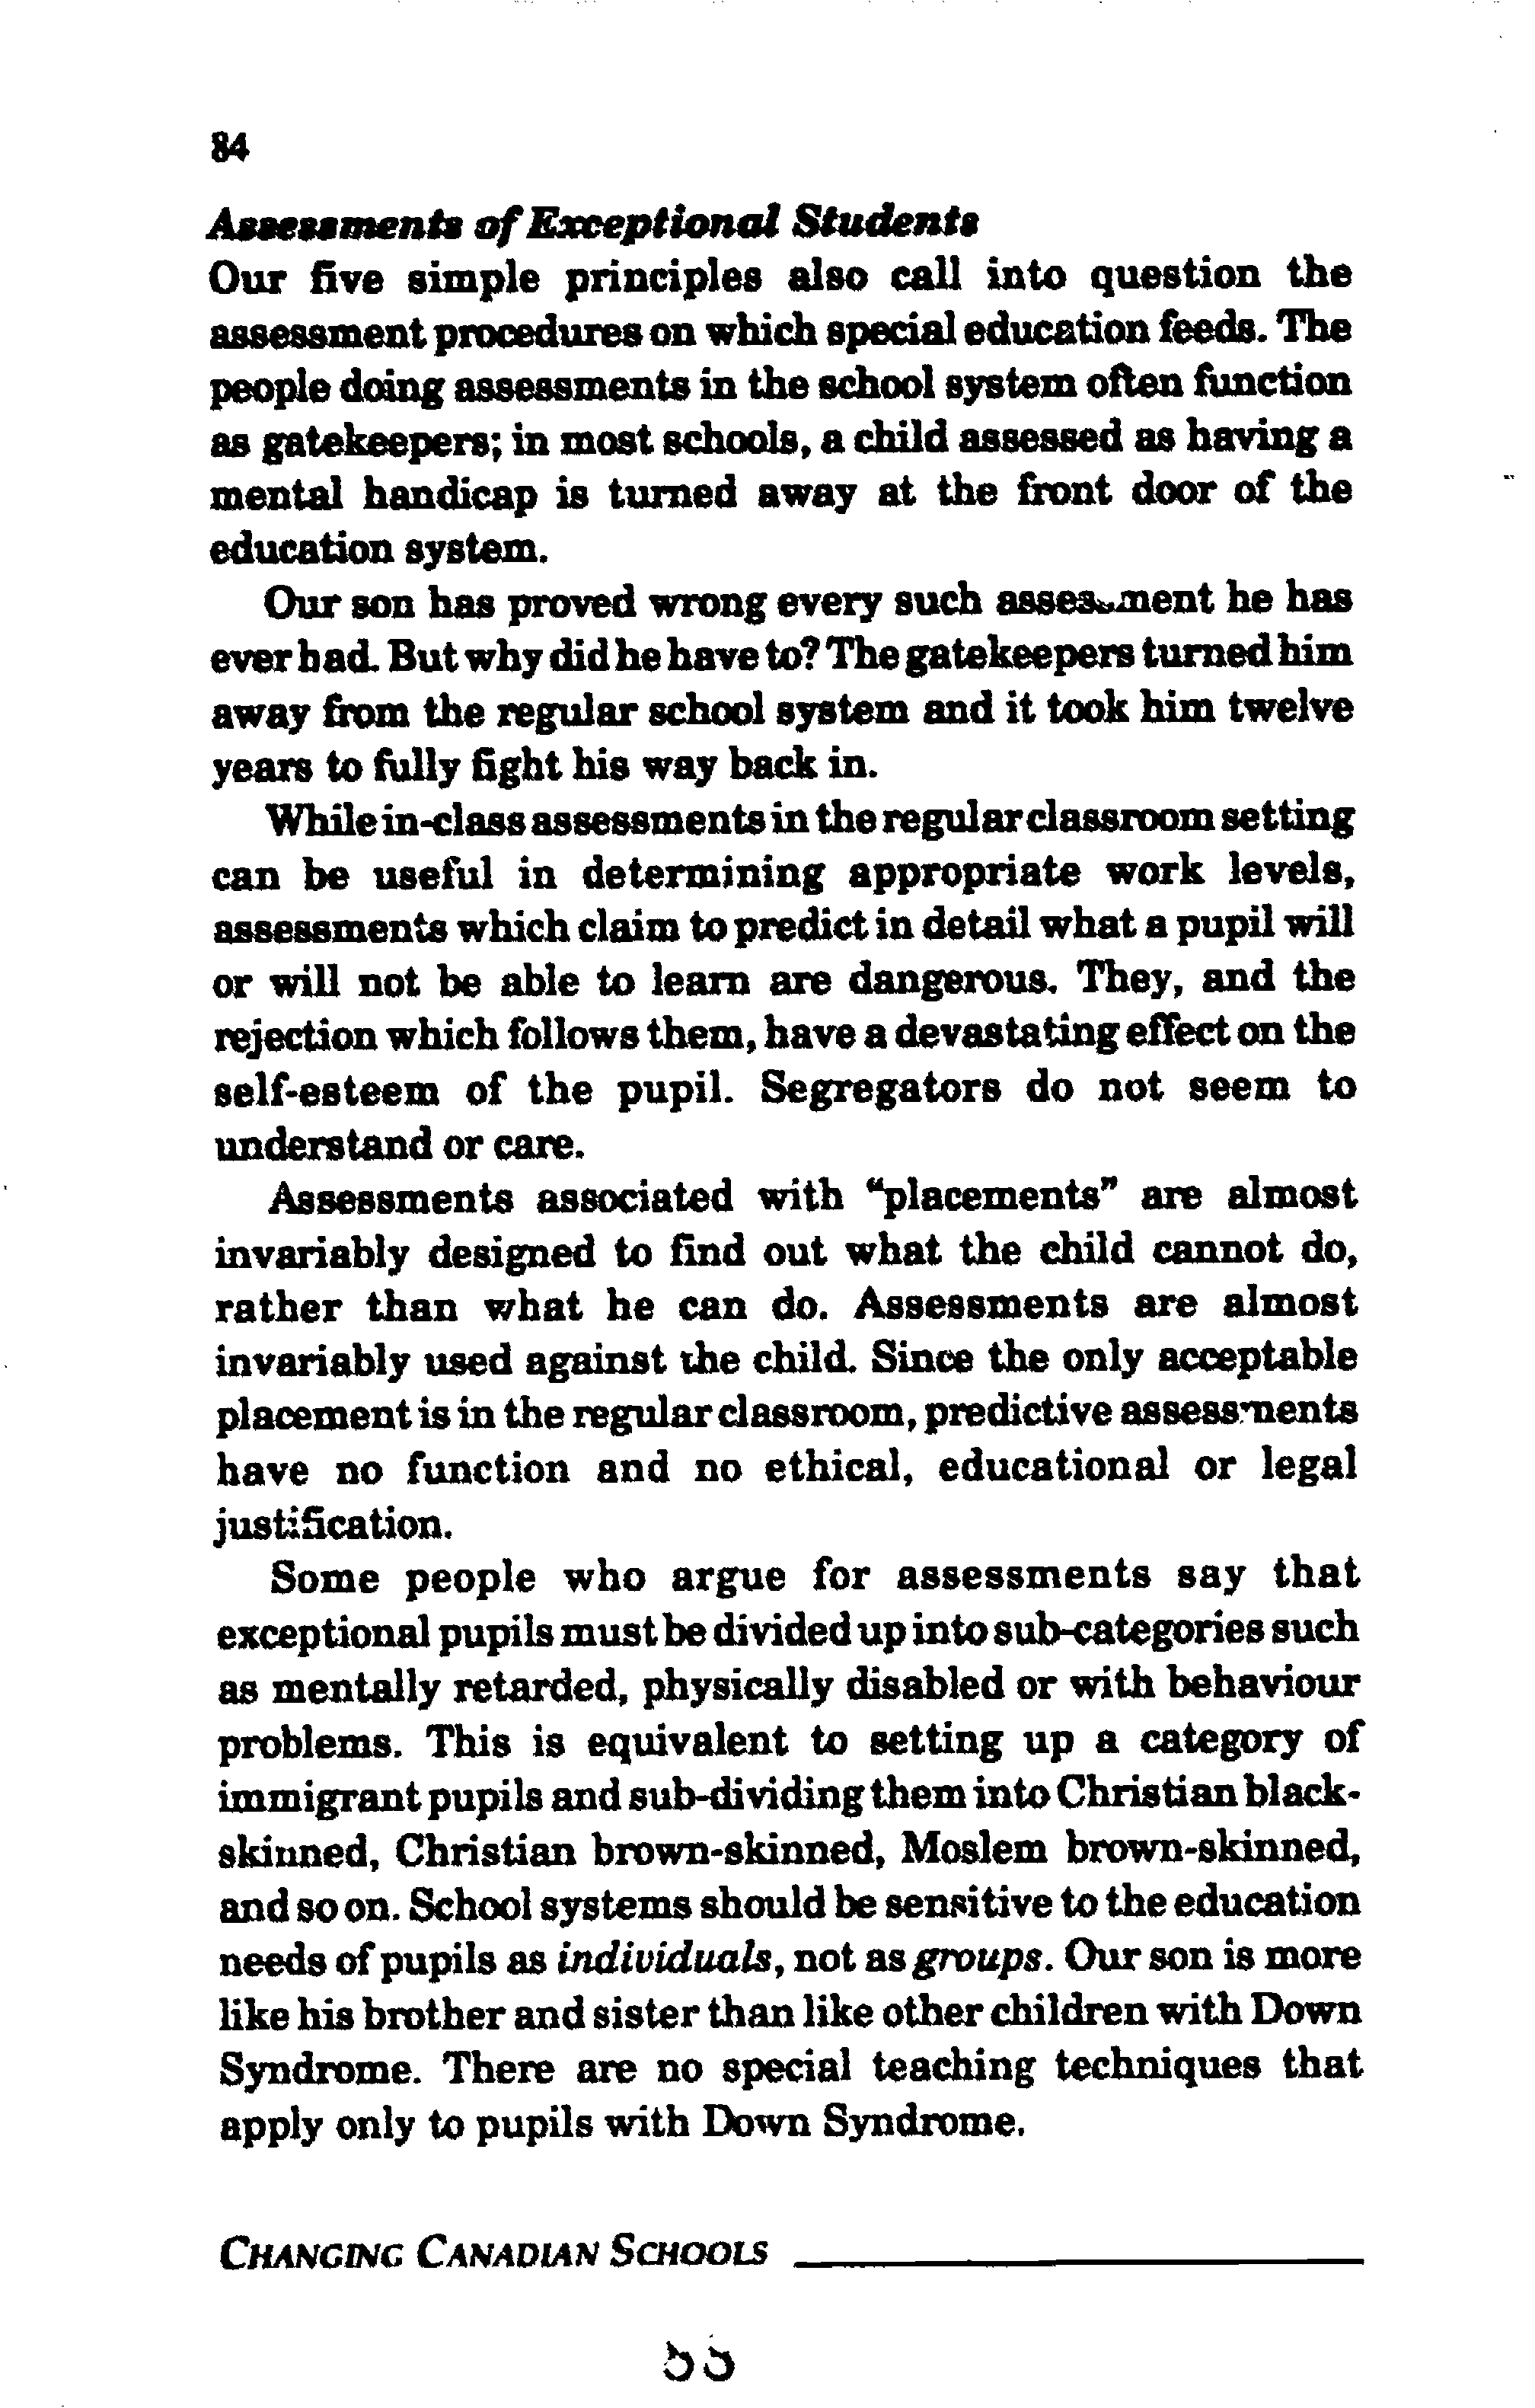 84
Assessments of Exceptional Students
Our five simple principles also call into question the
assessment procedures on which special education feeds. The
people doing assessments in the school system often function
as gatekeepers; in most schools, a child assessed as having a
mental handicap is turned away at the front door of the
education system.
Our son has proved wrong every such assessment he has
ever had. But why did he have to? The gatekeepers turned him
away from the regular school system and it took him twelve
years to fully fight his way back in.
While in-class assessments in the regular classroom setting
can be useful in determining appropriate work levels,
assessments which claim to predict in detail what a pupil will
or will not be able to learn are dangerous. They, and the
rejection which follows them, have a devastating effect on the
self-esteem of the pupil. Segregators do not seem to
understand or care.
Assessments associated with "placements" are almost
invariably designed to find out what the child cannot do,
rather than what he can do. Assessments are almost
invariably used against the child. Since the only acceptable
placement is in the regular classroom, predictive assessments
have no function and no ethical, educational or legal
justification.
Some people who argue for assessments say that
exceptional pupils must be divided up into sub-categories such
as mentally retarded, physically disabled or with behaviour
problems. This is equivalent to setting up a category of
immigrant pupils and sub-dividing them into Christian black-
skinned, Christian brown-skinned, Moslem brown-skinned,
and so on. School systems should be sensitive to the education
needs of pupils as individuals, not as groups. Our son is more
like his brother and sister than like other children with Down
Syndrome. There are no special teaching techniques that
apply only to pupils with Down Syndrome.
CHANGING CANADIAN SCHOOLS